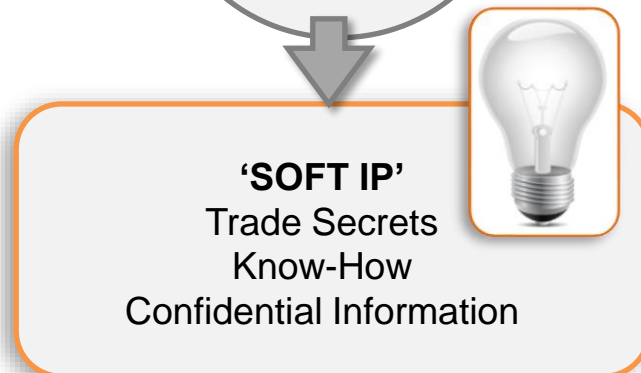 ‘SOFT IP’
Trade Secrets
Know-How
Confidential Information